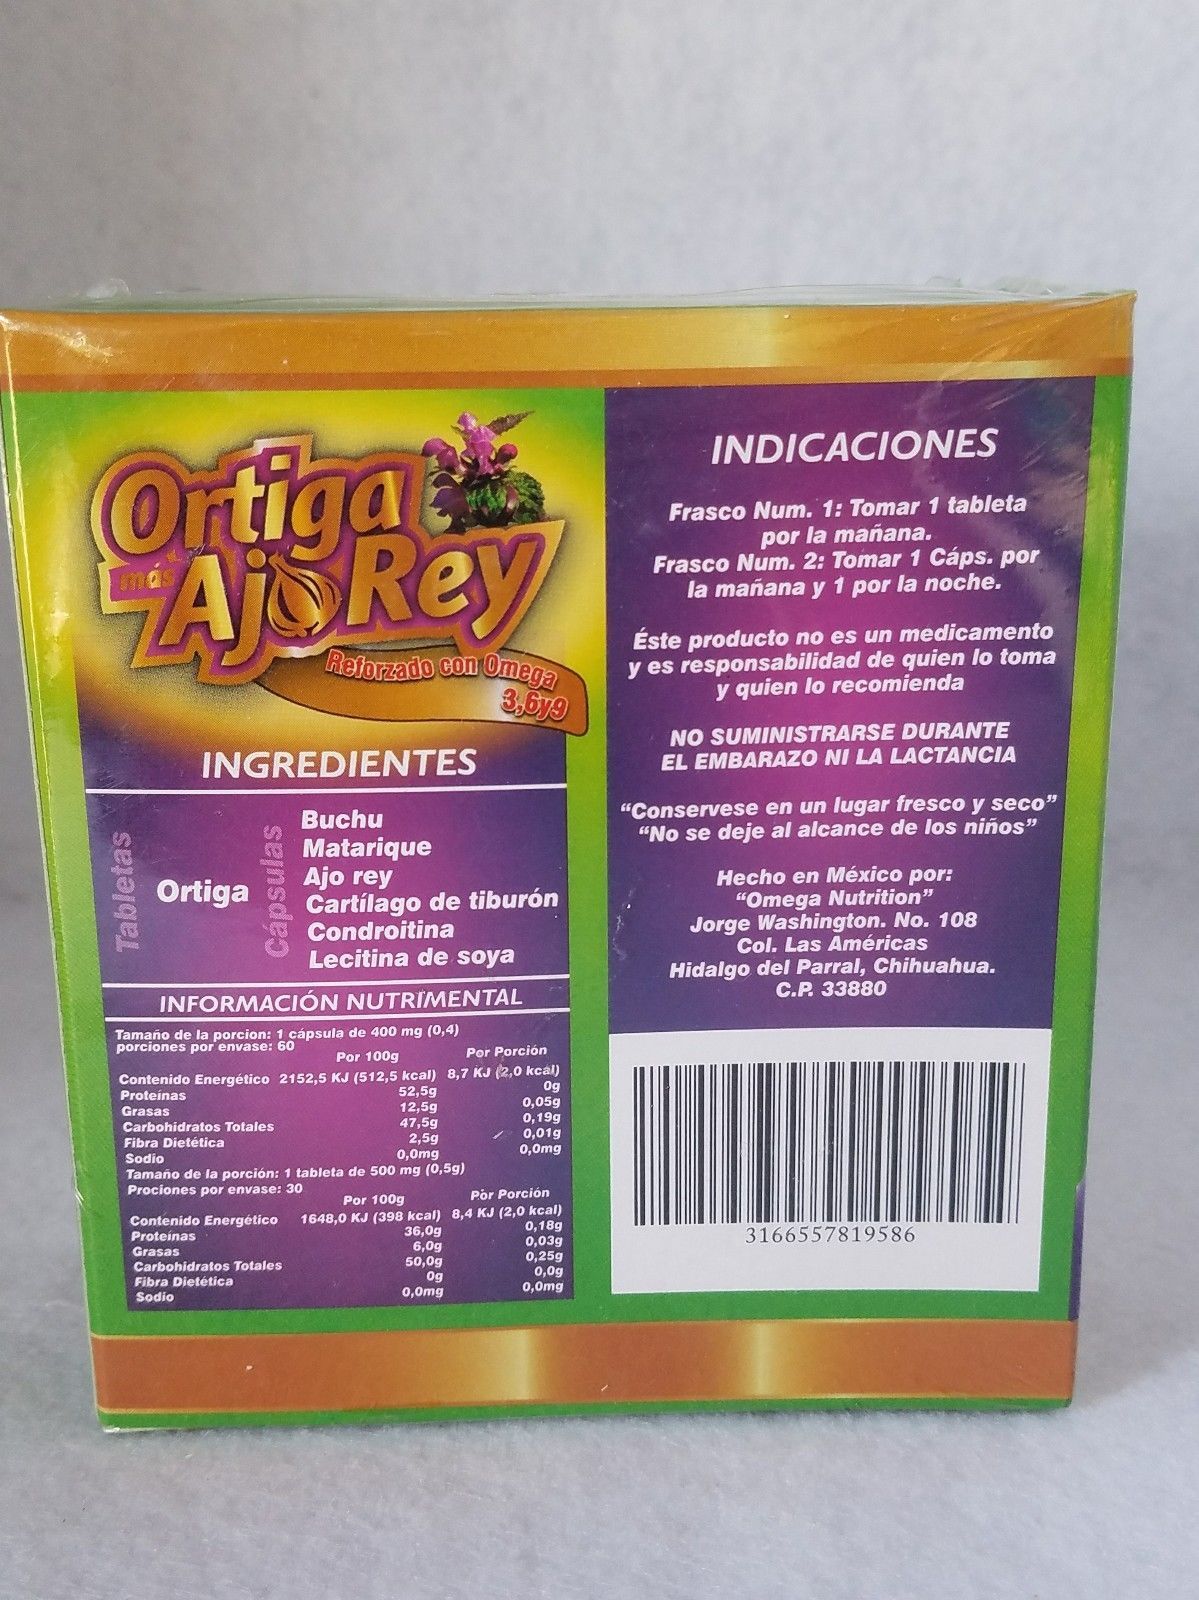 Ortiga
más
Ajo Rey
Reforzado con Omega
3,6y9
INGREDIENTES
Tabletas
Ortiga
Cápsulas
Buchu
Matarique
Ajo rey
Cartílago de tiburón
Condroitina
Lecitina de soya
INFORMACIÓN NUTRIMENTAL
Tamaño de la porcion: 1 cápsula de 400 mg (0,4)
porciones por envase: 60
Por 100g Por Porción
Contenido Energético 2152,5 KJ (512,5 kcal) 8,7 KJ (2,0 kcal)
Proteínas 52,5g 0g
Grasas 12,5g 0,05g
Carbohidratos Totales 47,5g 0,19g
Fibra Dietética 2,5g 0,01g
Sodio 0,0mg 0,0mg
Tamaño de la porción: 1 tableta de 500 mg (0,5g)
Prociones por envase: 30
Por 100g Pòr Porción
Contenido Energético 1648,0 KJ (398 kcal) 8,4 KJ (2,0 kcal)
Proteínas 36,0g 0,18g
Grasas 6,0g 0,03g
Carbohidratos Totales 50,0g 0,25g
Fibra Dietética 0g 0,0g
Sodio 0,0mg 0,0mg
INDICACIONES
Frasco Num. 1: Tomar 1 tableta
por la mañana.
Frasco Num. 2: Tomar 1 Cáps. por
la mañana y 1 por la noche.
Éste producto no es un medicamento
y es responsabilidad de quien lo toma
y quien lo recomienda
NO SUMINISTRARSE DURANTE
EL EMBARAZO NI LA LACTANCIA
“Conservese en un lugar fresco y seco”
“No se deje al alcance de los niños”
Hecho en México por:
“Omega Nutrition”
Jorge Washington. No. 108
Col. Las Américas
Hidalgo del Parral, Chihuahua.
C.P. 33880
3166557819586